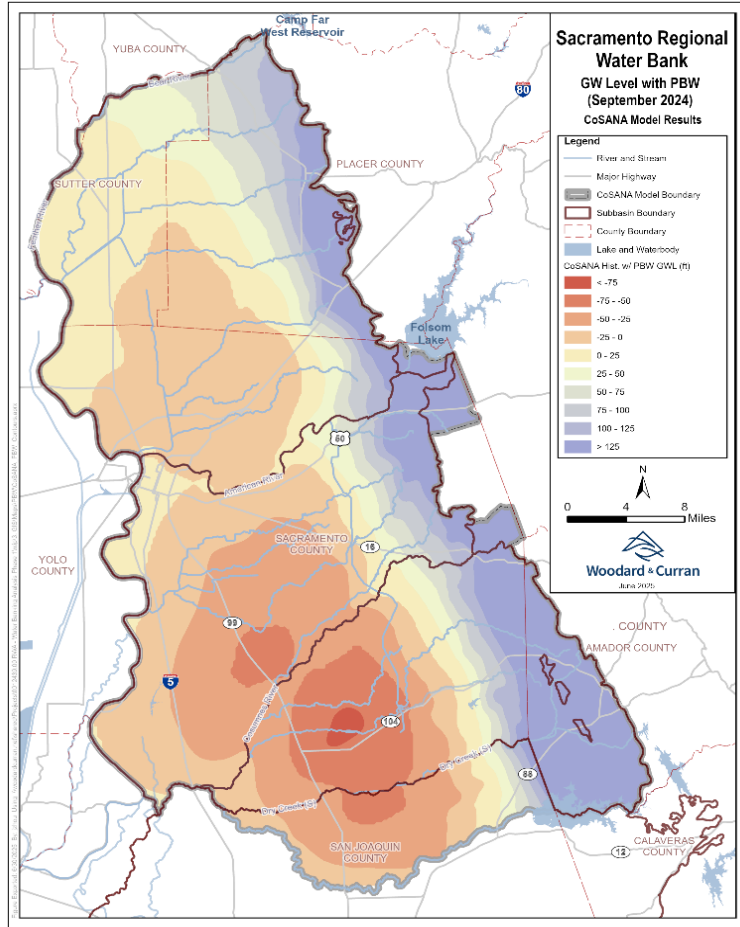 Camp Far
West Reservoir
YUBA COUNTY
80
PLACER COUNTY
SUTTER COUNTY
Folsom
Lake
50
American River
SACRAMENTO
COUNTY
16
YOLO
COUNTY
99
5
Cosumnes River
104
COUNTY
AMADOR COUNTY
88
Dry Creek (S)
Dry Creek (S)
SAN JOAQUIN
COUNTY
CALAVERAS
COUNTY
12
Sacramento Regional
Water Bank
GW Level with PBW
(September 2024)
CoSANA Model Results
Legend
River and Stream
Major Highway
CoSANA Model Boundary
Subbasin Boundary
County Boundary
Lake and Waterbody
CoSANA Hist. w/ PBW GWL (ft)
< -75
-75 - -50
-50 - -25
-25 - 0
0 - 25
25 - 50
50 - 75
75 - 100
100 - 125
> 125
N
0 4 8
Miles
Woodard & Curran
June 2025